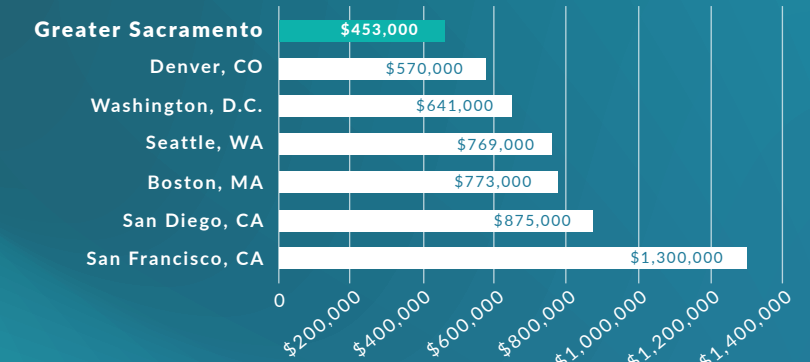 Greater Sacramento $453,000
Denver, CO $570,000
Washington, D.C. $641,000
Seattle, WA $769,000
Boston, MA $773,000
San Diego, CA $875,000
San Francisco, CA $1,300,000
0 $200,000 $400,000 $600,000 $800,000 $1,000,000 $1,200,000 $1,400,000